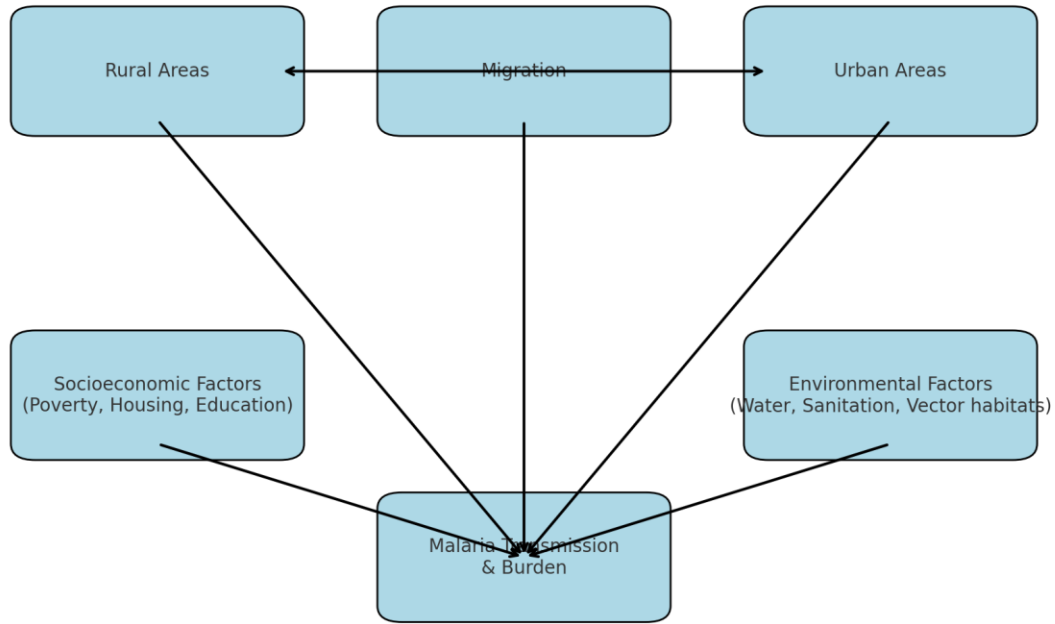 Rural Areas
Migration
Urban Areas
Socioeconomic Factors
(Poverty, Housing, Education)
Environmental Factors
(Water, Sanitation, Vector habitats)
Malaria Transmission
& Burden